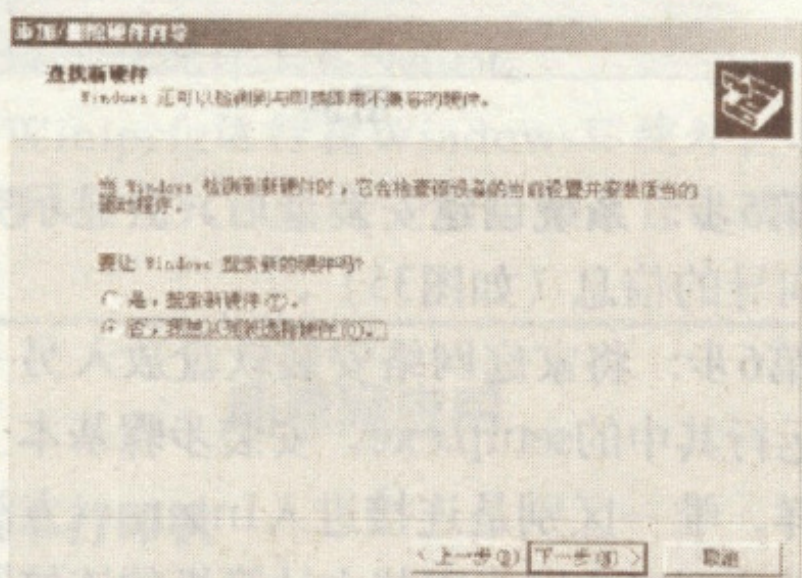 添加/删除硬件向导
查找新硬件
Windows 还可以检测到与即插即用不兼容的硬件。
当 Windows 检测到新硬件时，它会检查该设备的当前设置并安装适当的
驱动程序。
要让 Windows 搜索新的硬件吗?
是，搜索新硬件(Y)。
否，我想从列表选择硬件(O)。
< 上一步(B) 下一步(N) > 取消